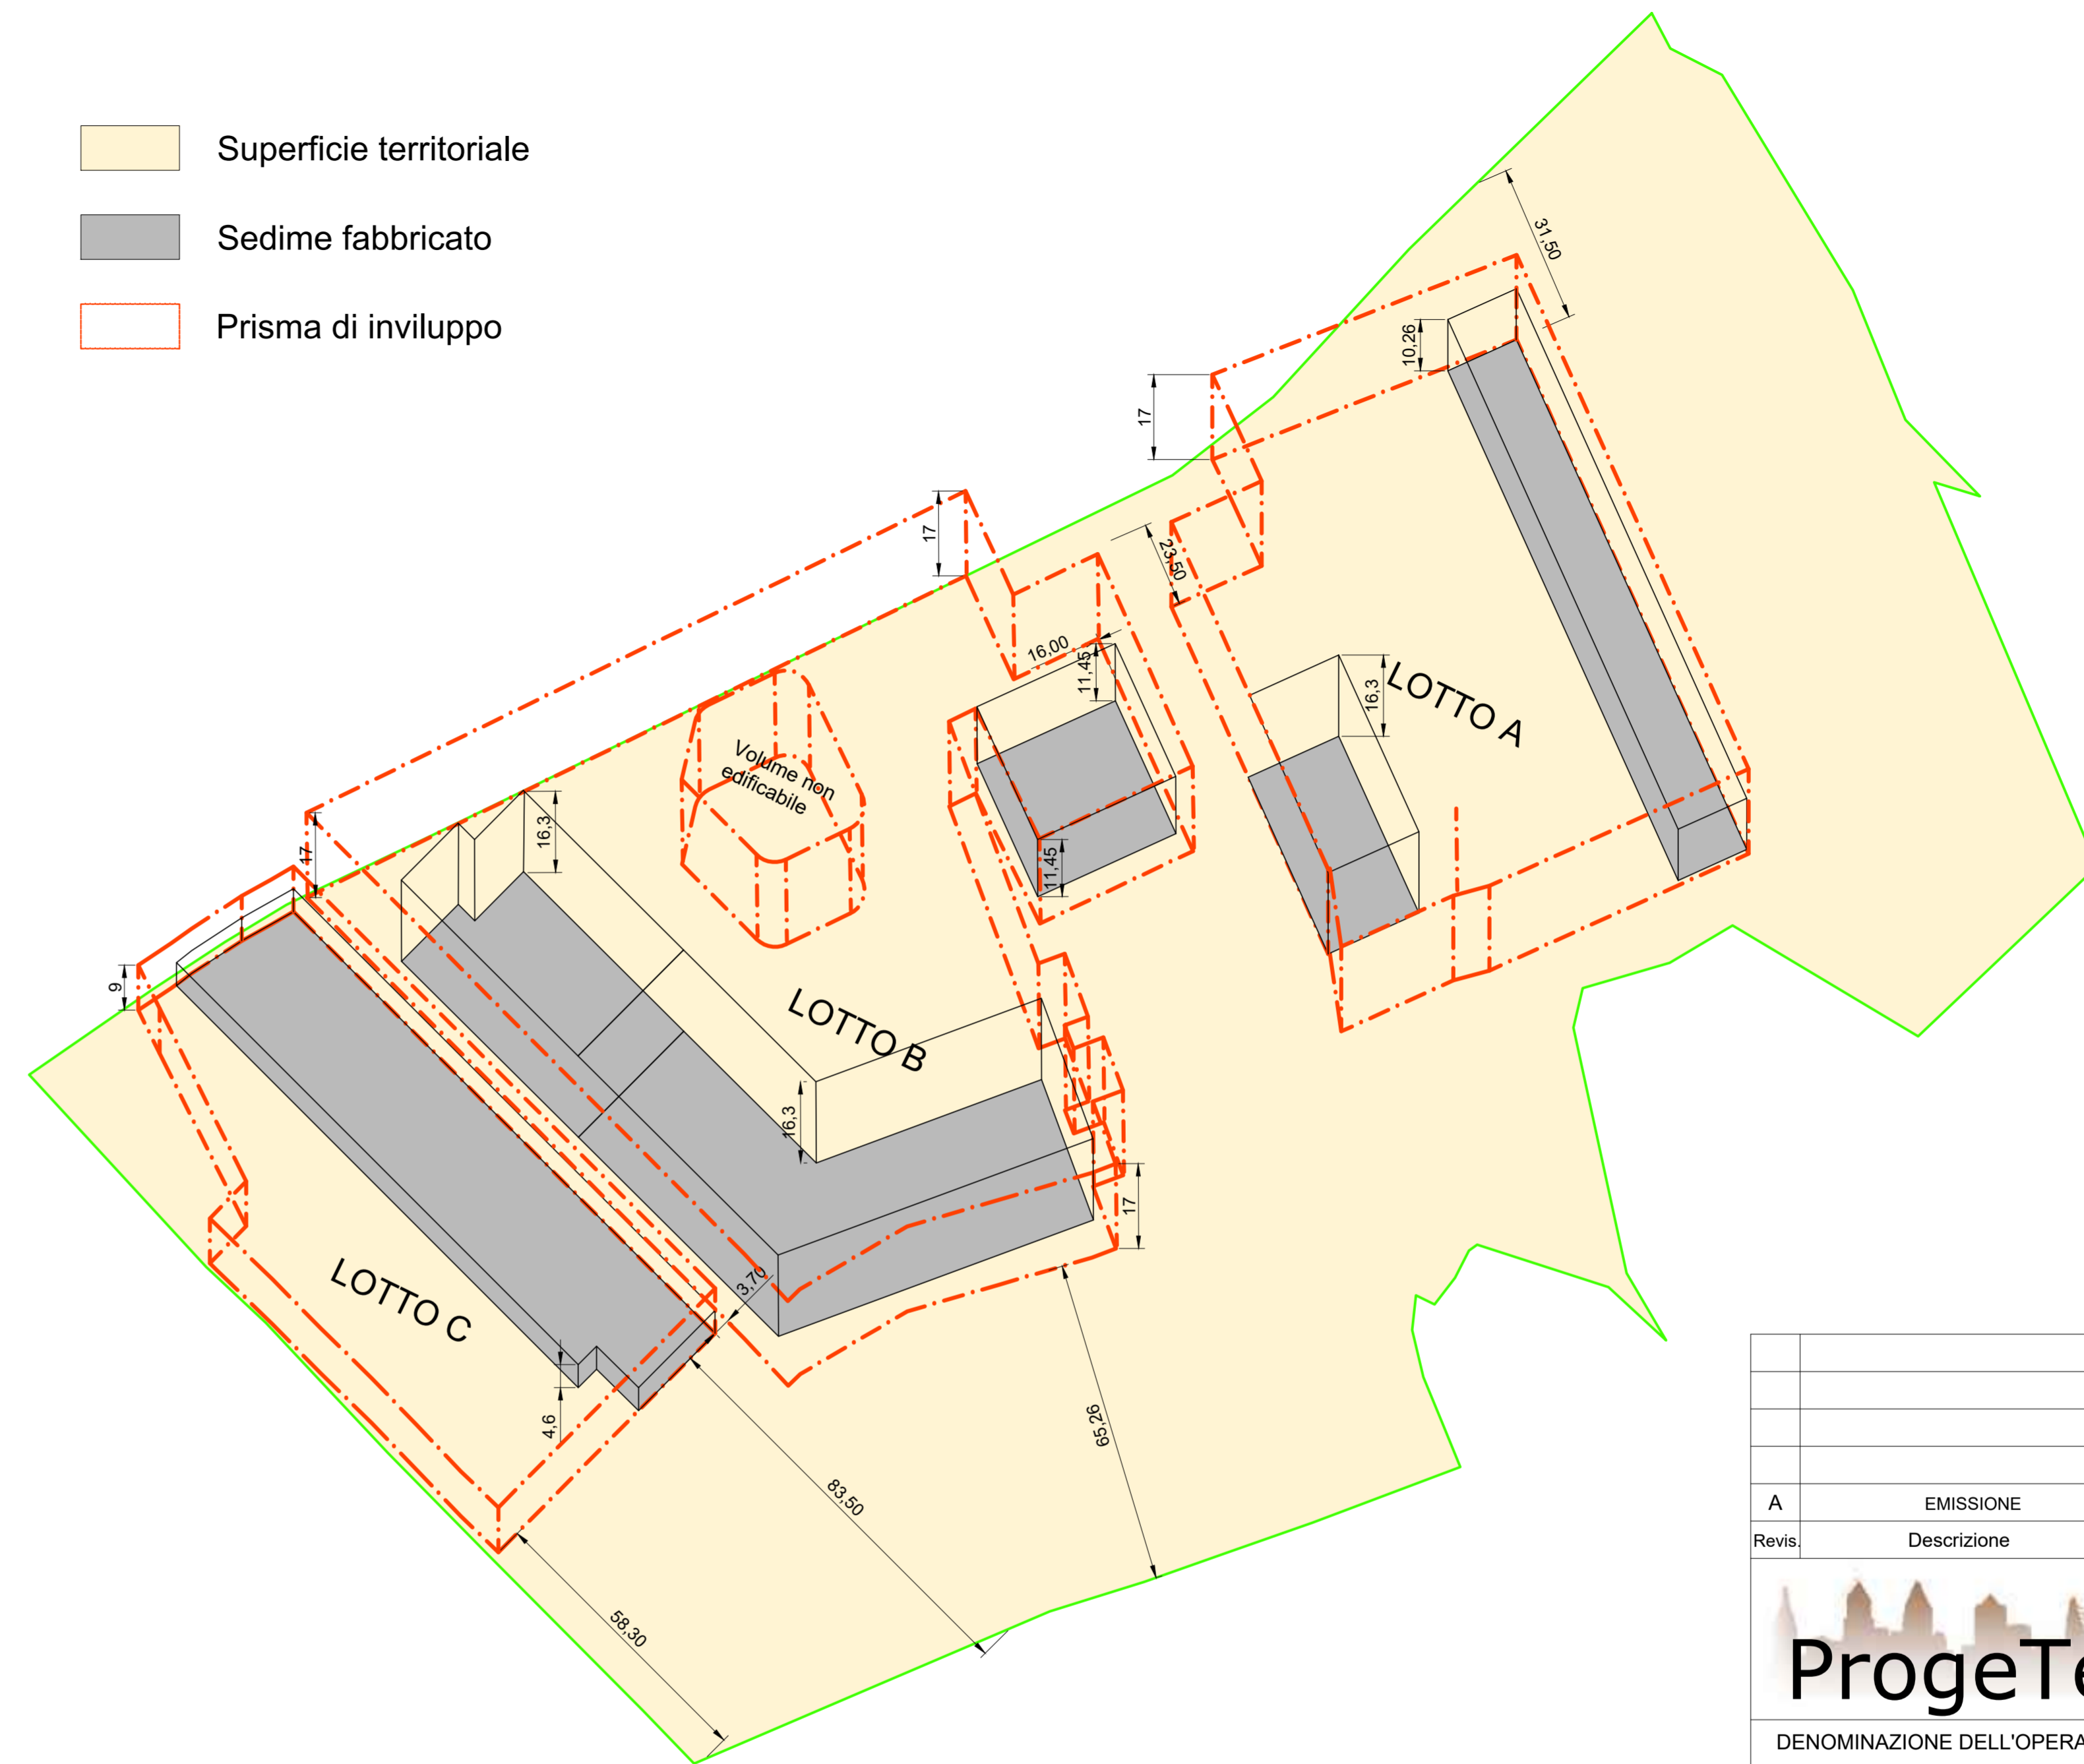 Superficie territoriale
Sedime fabbricato
Prisma di inviluppo
31,50
10,26
17
17
23,50
16,00
11,45
16,3
LOTTO A
Volume non
edificabile
16,3
17
11,45
9
LOTTO B
16,3
17
3,70
LOTTO C
4,6
65,26
83,50
58,30
A EMISSIONE
Revis. Descrizione
ProgeTe
DENOMINAZIONE DELL'OPERA